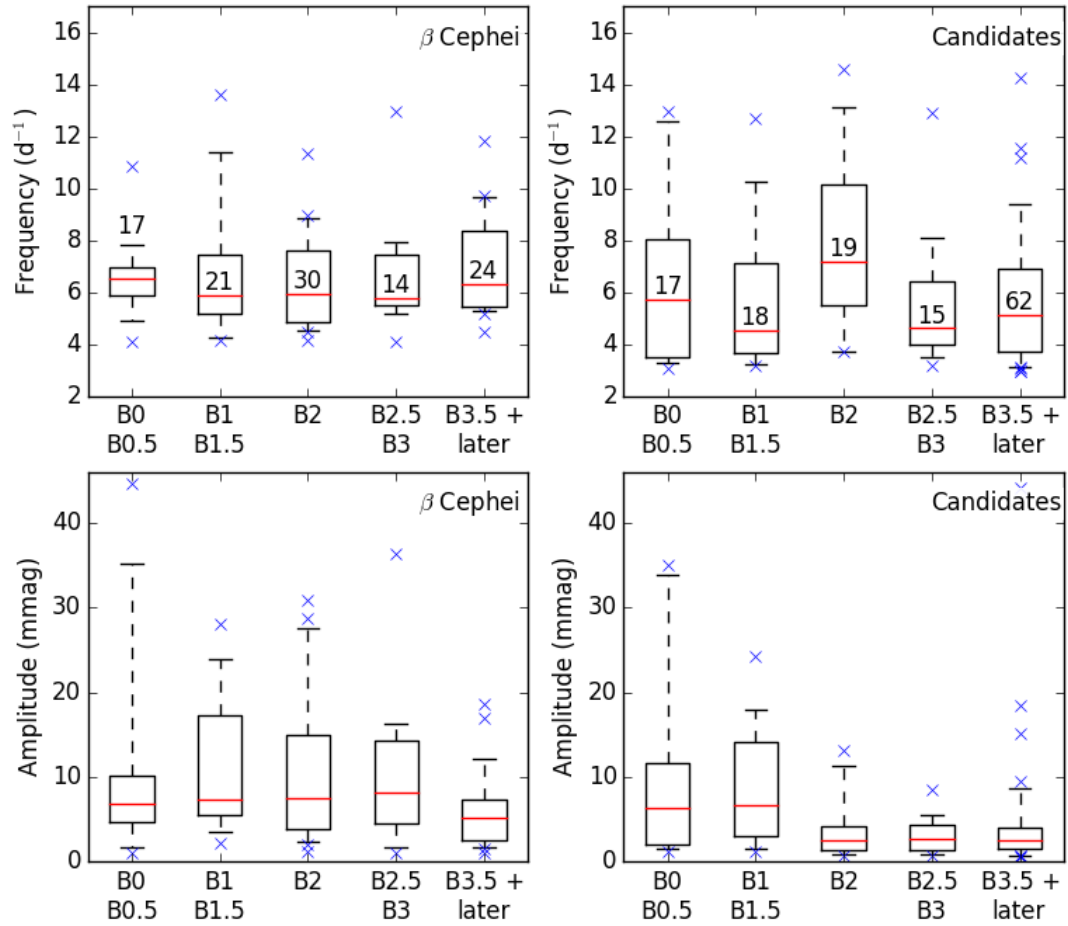 β Cephei
Frequency (d⁻¹)
16
14
12
10
8
6
4
2
17
21
30
14
24
B0 B1 B2 B2.5 B3.5 +
B0.5 B1.5 B3 later
Candidates
Frequency (d⁻¹)
16
14
12
10
8
6
4
2
17
18
19
15
62
B0 B1 B2 B2.5 B3.5 +
B0.5 B1.5 B3 later
β Cephei
Amplitude (mmag)
40
30
20
10
0
B0 B1 B2 B2.5 B3.5 +
B0.5 B1.5 B3 later
Candidates
Amplitude (mmag)
40
30
20
10
0
B0 B1 B2 B2.5 B3.5 +
B0.5 B1.5 B3 later